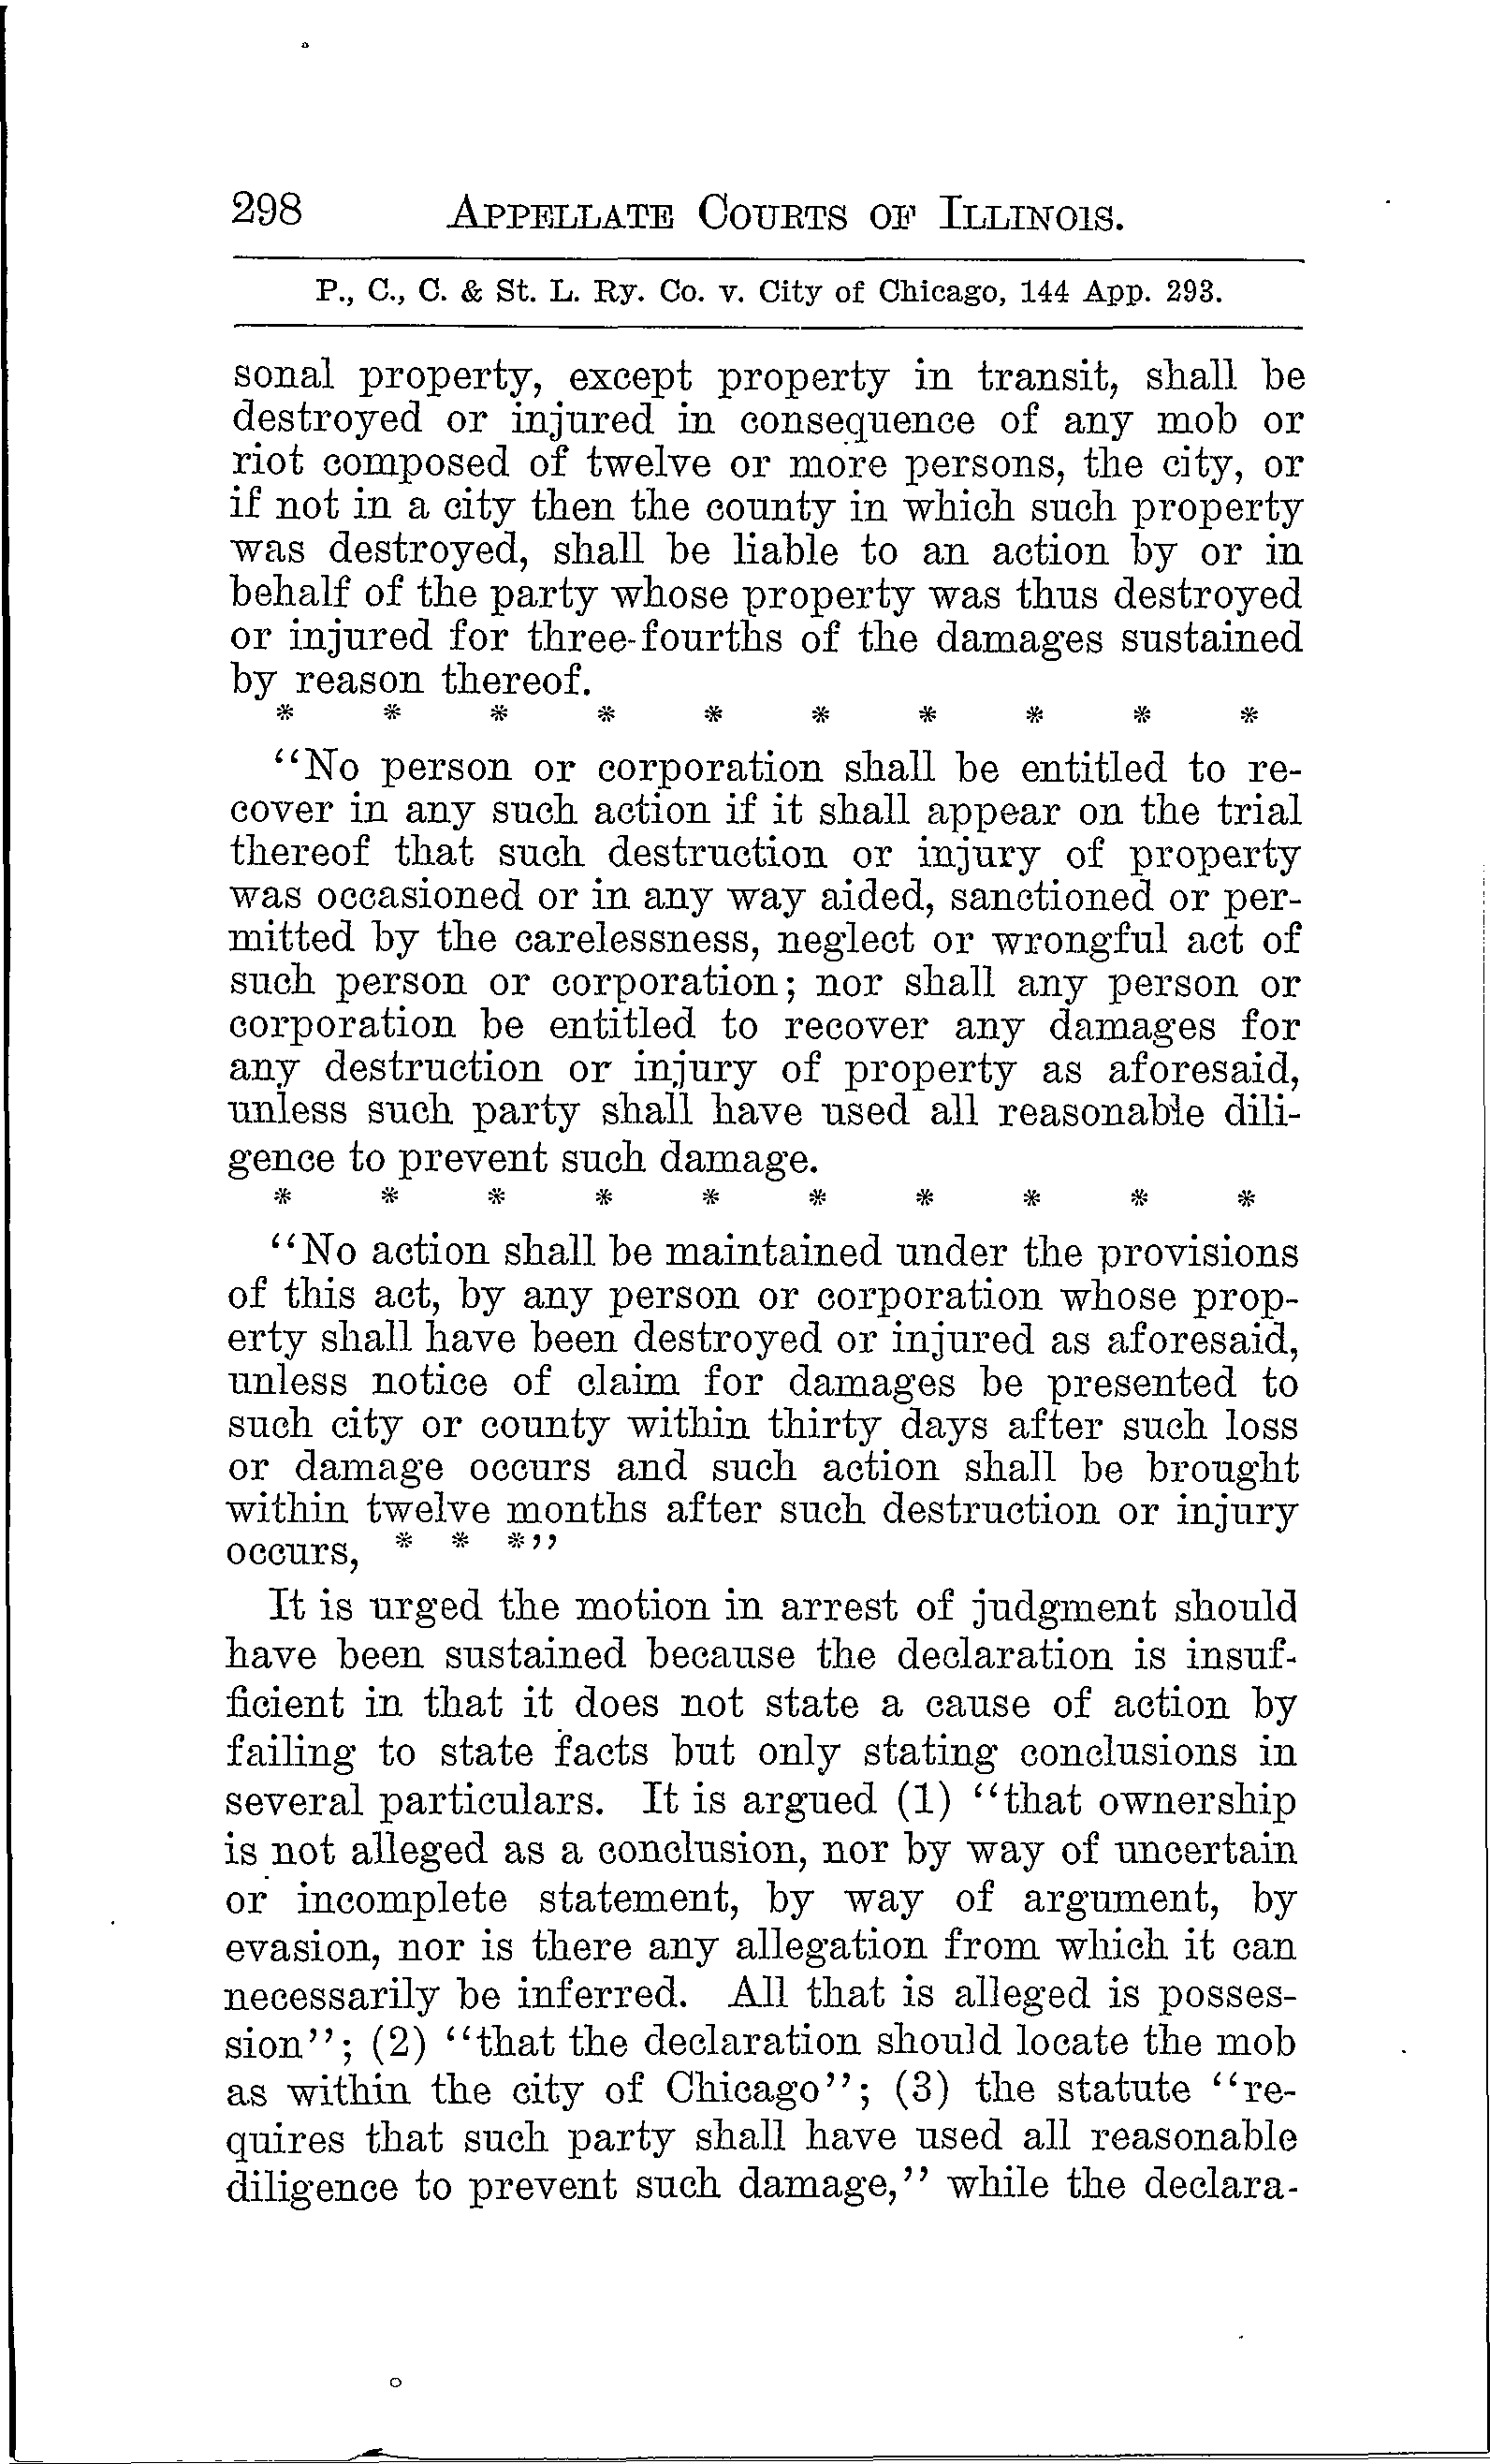 298 APPELLATE COURTS OF ILLINOIS.
P., C., C. & St. L. Ry. Co. v. City of Chicago, 144 App. 293.
sonal property, except property in transit, shall be
destroyed or injured in consequence of any mob or
riot composed of twelve or more persons, the city, or
if not in a city then the county in which such property
was destroyed, shall be liable to an action by or in
behalf of the party whose property was thus destroyed
or injured for three-fourths of the damages sustained
by reason thereof.
* * * * * * * * * *
"No person or corporation shall be entitled to re-
cover in any such action if it shall appear on the trial
thereof that such destruction or injury of property
was occasioned or in any way aided, sanctioned or per-
mitted by the carelessness, neglect or wrongful act of
such person or corporation; nor shall any person or
corporation be entitled to recover any damages for
any destruction or injury of property as aforesaid,
unless such party shall have used all reasonable dili-
gence to prevent such damage.
* * * * * * * * * *
"No action shall be maintained under the provisions
of this act, by any person or corporation whose prop-
erty shall have been destroyed or injured as aforesaid,
unless notice of claim for damages be presented to
such city or county within thirty days after such loss
or damage occurs and such action shall be brought
within twelve months after such destruction or injury
occurs, * * *"
It is urged the motion in arrest of judgment should
have been sustained because the declaration is insuf-
ficient in that it does not state a cause of action by
failing to state facts but only stating conclusions in
several particulars. It is argued (1) "that ownership
is not alleged as a conclusion, nor by way of uncertain
or incomplete statement, by way of argument, by
evasion, nor is there any allegation from which it can
necessarily be inferred. All that is alleged is posses-
sion"; (2) "that the declaration should locate the mob
as within the city of Chicago"; (3) the statute "re-
quires that such party shall have used all reasonable
diligence to prevent such damage," while the declara-